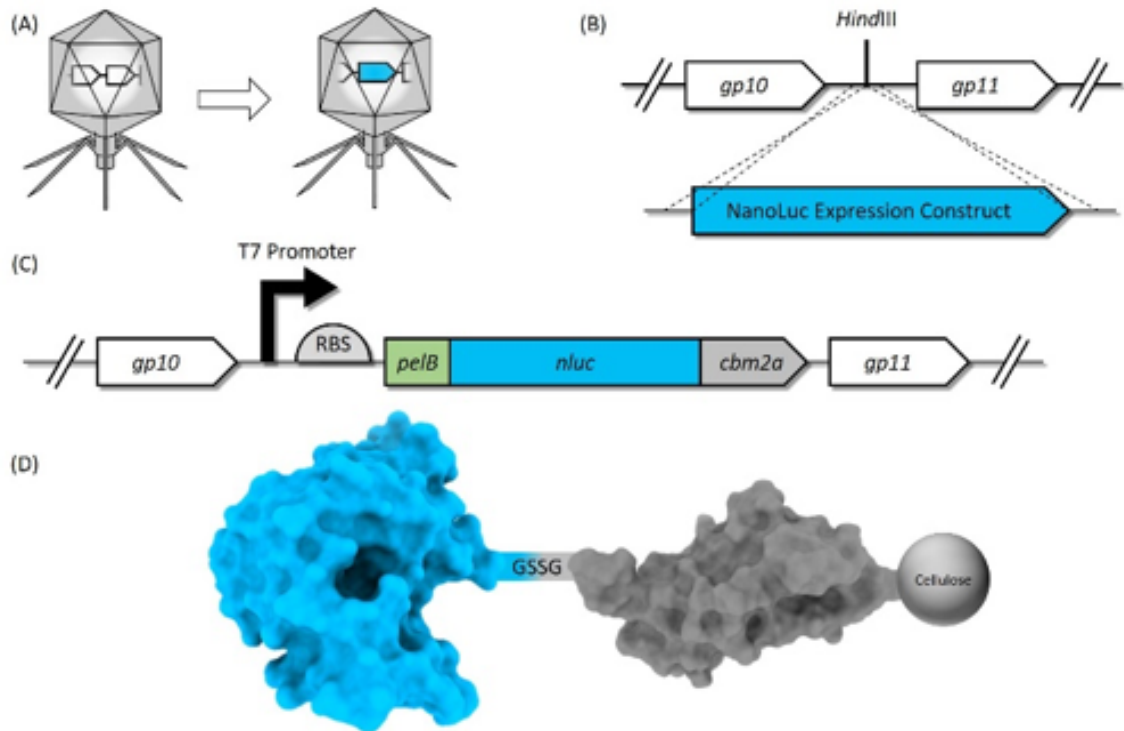 (A)
(B)
HindIII
gp10
gp11
NanoLuc Expression Construct
(C)
T7 Promoter
gp10
RBS
pelB
nluc
cbm2a
gp11
(D)
GSSG
Cellulose